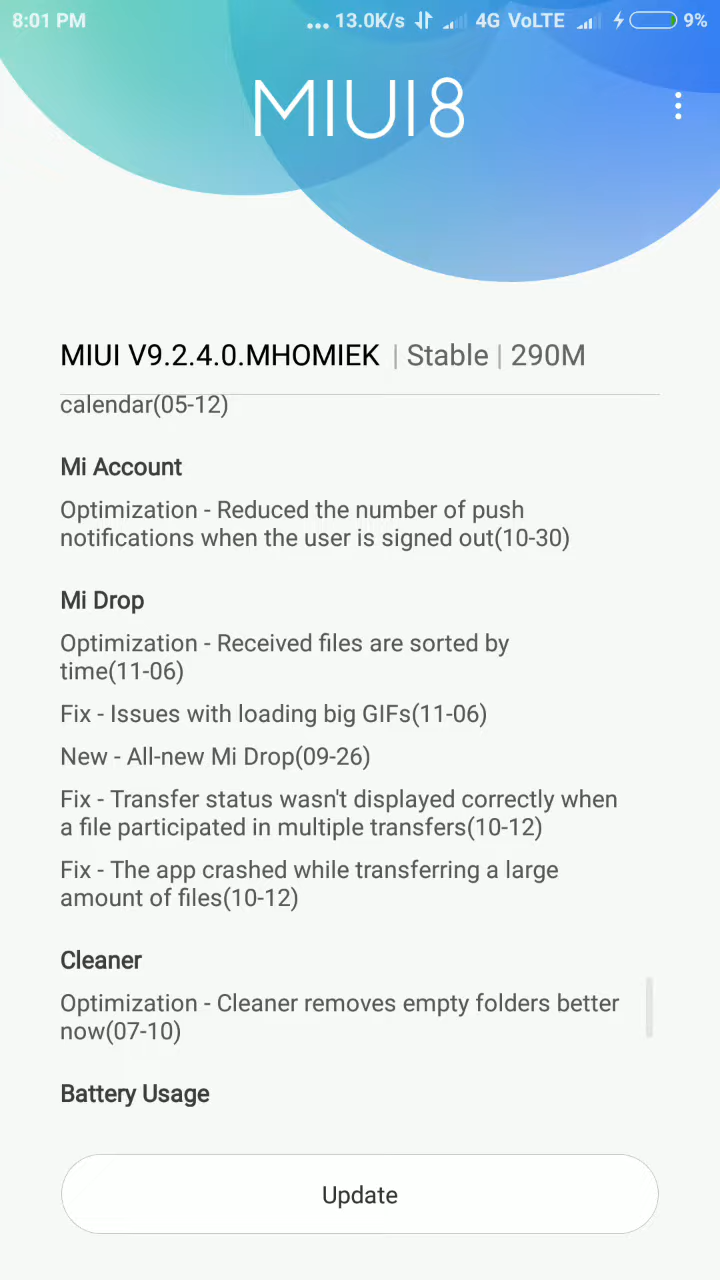 8:01 PM ... 13.0K/s 4G VoLTE 9%
MIUI 8
MIUI V9.2.4.0.MHOMIEK | Stable | 290M
calendar(05-12)
Mi Account
Optimization - Reduced the number of push
notifications when the user is signed out(10-30)
Mi Drop
Optimization - Received files are sorted by
time(11-06)
Fix - Issues with loading big GIFs(11-06)
New - All-new Mi Drop(09-26)
Fix - Transfer status wasn't displayed correctly when
a file participated in multiple transfers(10-12)
Fix - The app crashed while transferring a large
amount of files(10-12)
Cleaner
Optimization - Cleaner removes empty folders better
now(07-10)
Battery Usage
Update